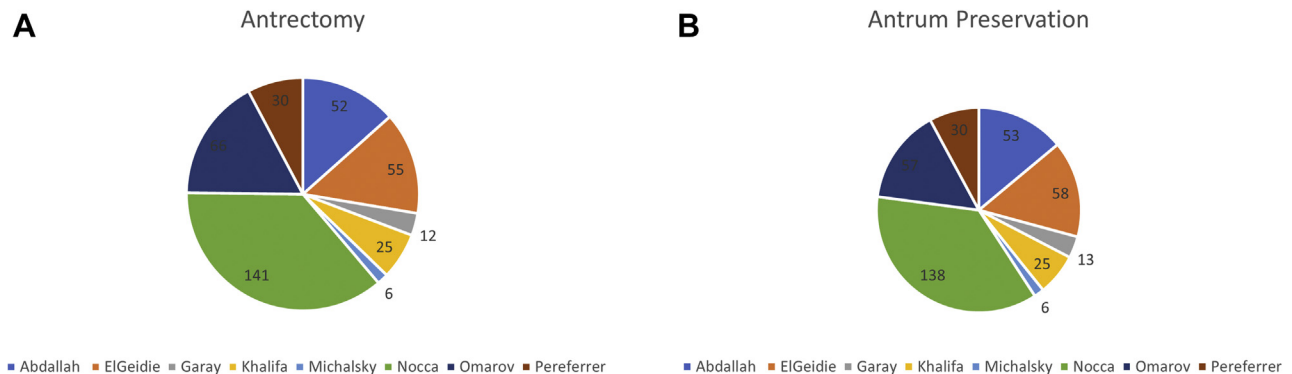 A
Antrectomy
30
52
55
12
25
6
141
Abdallah ElGeidie Garay Khalifa Michalsky Nocca Omarov Pereferrer
B
Antrum Preservation
30
53
58
13
25
6
138
Abdallah ElGeidie Garay Khalifa Michalsky Nocca Omarov Pereferrer